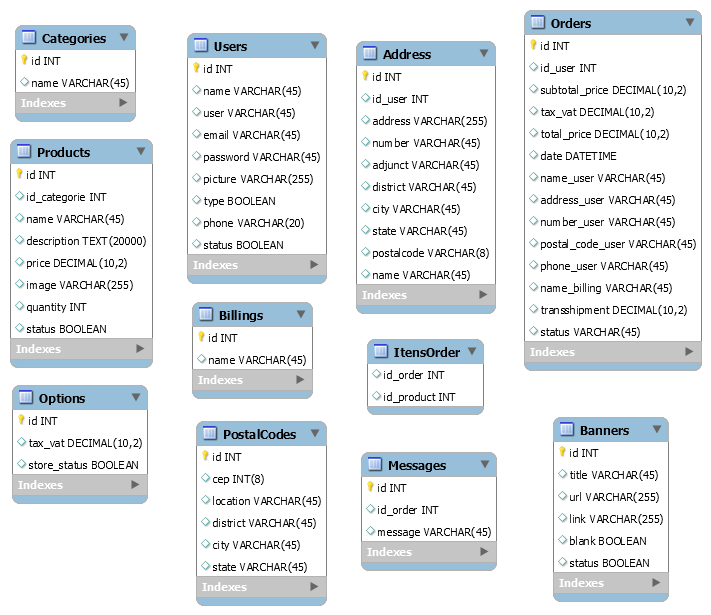 Categories
id INT
name VARCHAR(45)
Indexes
Products
id INT
id_categorie INT
name VARCHAR(45)
description TEXT(20000)
price DECIMAL(10,2)
image VARCHAR(255)
quantity INT
status BOOLEAN
Indexes
Options
id INT
tax_vat DECIMAL(10,2)
store_status BOOLEAN
Indexes
Users
id INT
name VARCHAR(45)
user VARCHAR(45)
email VARCHAR(45)
password VARCHAR(45)
picture VARCHAR(255)
type BOOLEAN
phone VARCHAR(20)
status BOOLEAN
Indexes
Billings
id INT
name VARCHAR(45)
Indexes
PostalCodes
id INT
cep INT(8)
location VARCHAR(45)
district VARCHAR(45)
city VARCHAR(45)
state VARCHAR(45)
Indexes
Address
id INT
id_user INT
address VARCHAR(255)
number VARCHAR(45)
adjunct VARCHAR(45)
district VARCHAR(45)
city VARCHAR(45)
state VARCHAR(45)
postalcode VARCHAR(8)
name VARCHAR(45)
Indexes
ItensOrder
id_order INT
id_product INT
Messages
id INT
id_order INT
message VARCHAR(45)
Indexes
Orders
id INT
id_user INT
subtotal_price DECIMAL(10,2)
tax_vat DECIMAL(10,2)
total_price DECIMAL(10,2)
date DATETIME
name_user VARCHAR(45)
address_user VARCHAR(45)
number_user VARCHAR(45)
postal_code_user VARCHAR(45)
phone_user VARCHAR(45)
name_billing VARCHAR(45)
transshipment DECIMAL(10,2)
status VARCHAR(45)
Indexes
Banners
id INT
title VARCHAR(45)
url VARCHAR(255)
link VARCHAR(255)
blank BOOLEAN
status BOOLEAN
Indexes